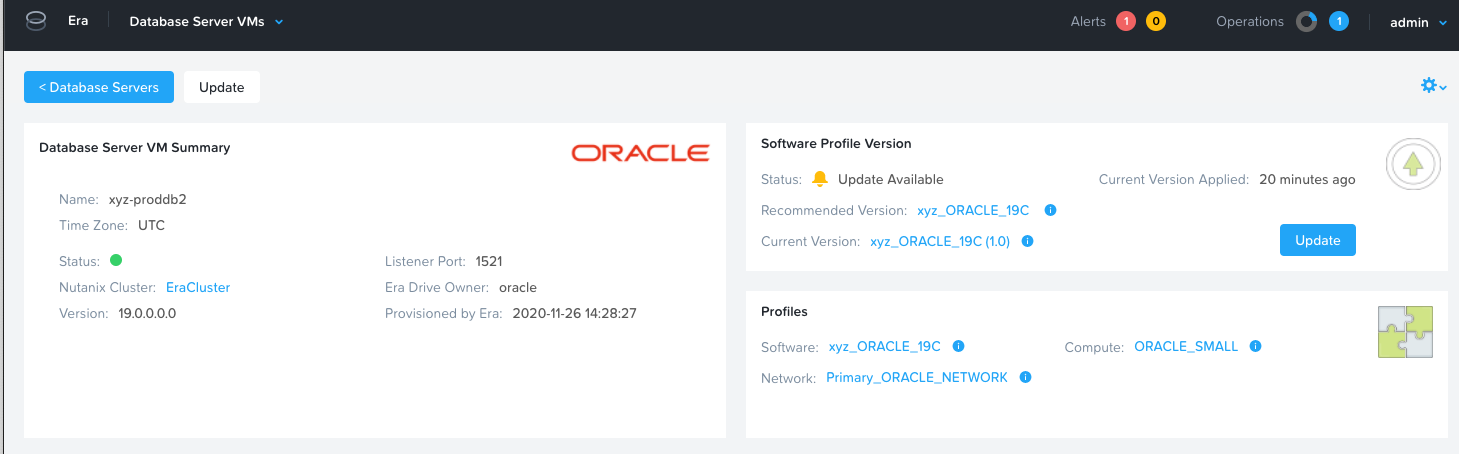 Era Database Server VMs Alerts 1 0 Operations 1 admin
< Database Servers Update
Database Server VM Summary
ORACLE
Name: xyz-proddb2
Time Zone: UTC
Status: Listener Port: 1521
Nutanix Cluster: EraCluster Era Drive Owner: oracle
Version: 19.0.0.0.0 Provisioned by Era: 2020-11-26 14:28:27
Software Profile Version
Status: Update Available Current Version Applied: 20 minutes ago
Recommended Version: xyz_ORACLE_19C i
Current Version: xyz_ORACLE_19C (1.0) i
Update
Profiles
Software: xyz_ORACLE_19C i Compute: ORACLE_SMALL i
Network: Primary_ORACLE_NETWORK i